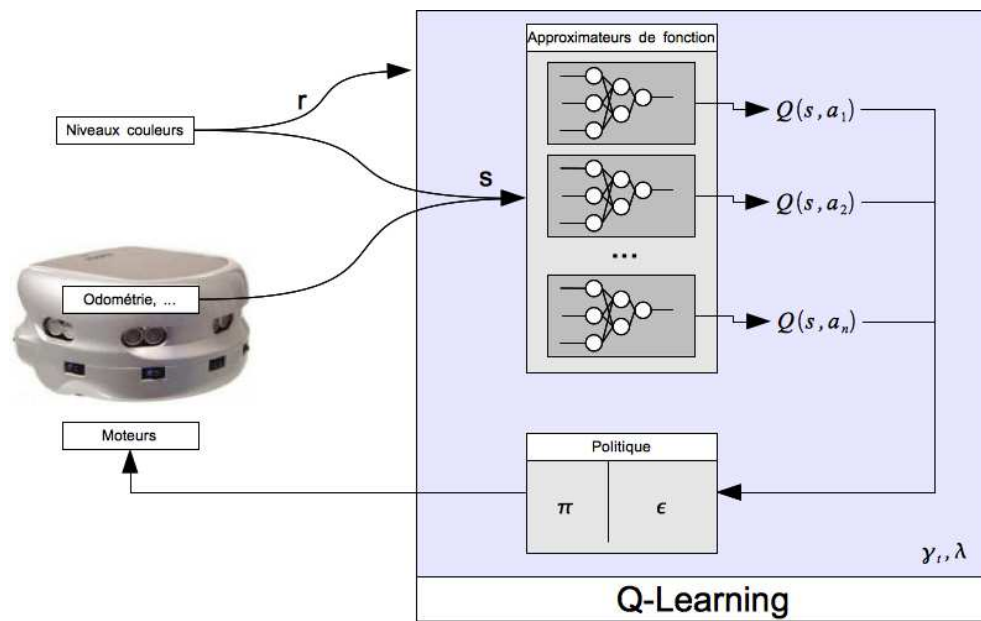 Approximateurs de fonction
r
Niveaux couleurs
Q(s,a₁)
s
Q(s,a₂)
...
Odométrie, ...
Q(s,aₙ)
Moteurs
Politique
π
ϵ
γₜ,λ
Q-Learning